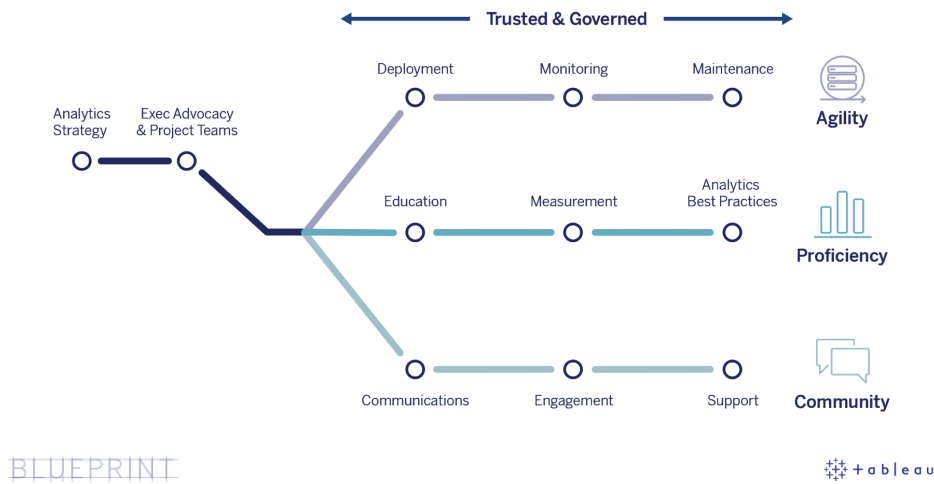 Trusted & Governed
Deployment
Monitoring
Maintenance
Agility
Analytics
Strategy
Exec Advocacy
& Project Teams
Education
Measurement
Analytics
Best Practices
Proficiency
Communications
Engagement
Support
Community
BLUEPRINT
+ a b l e a u